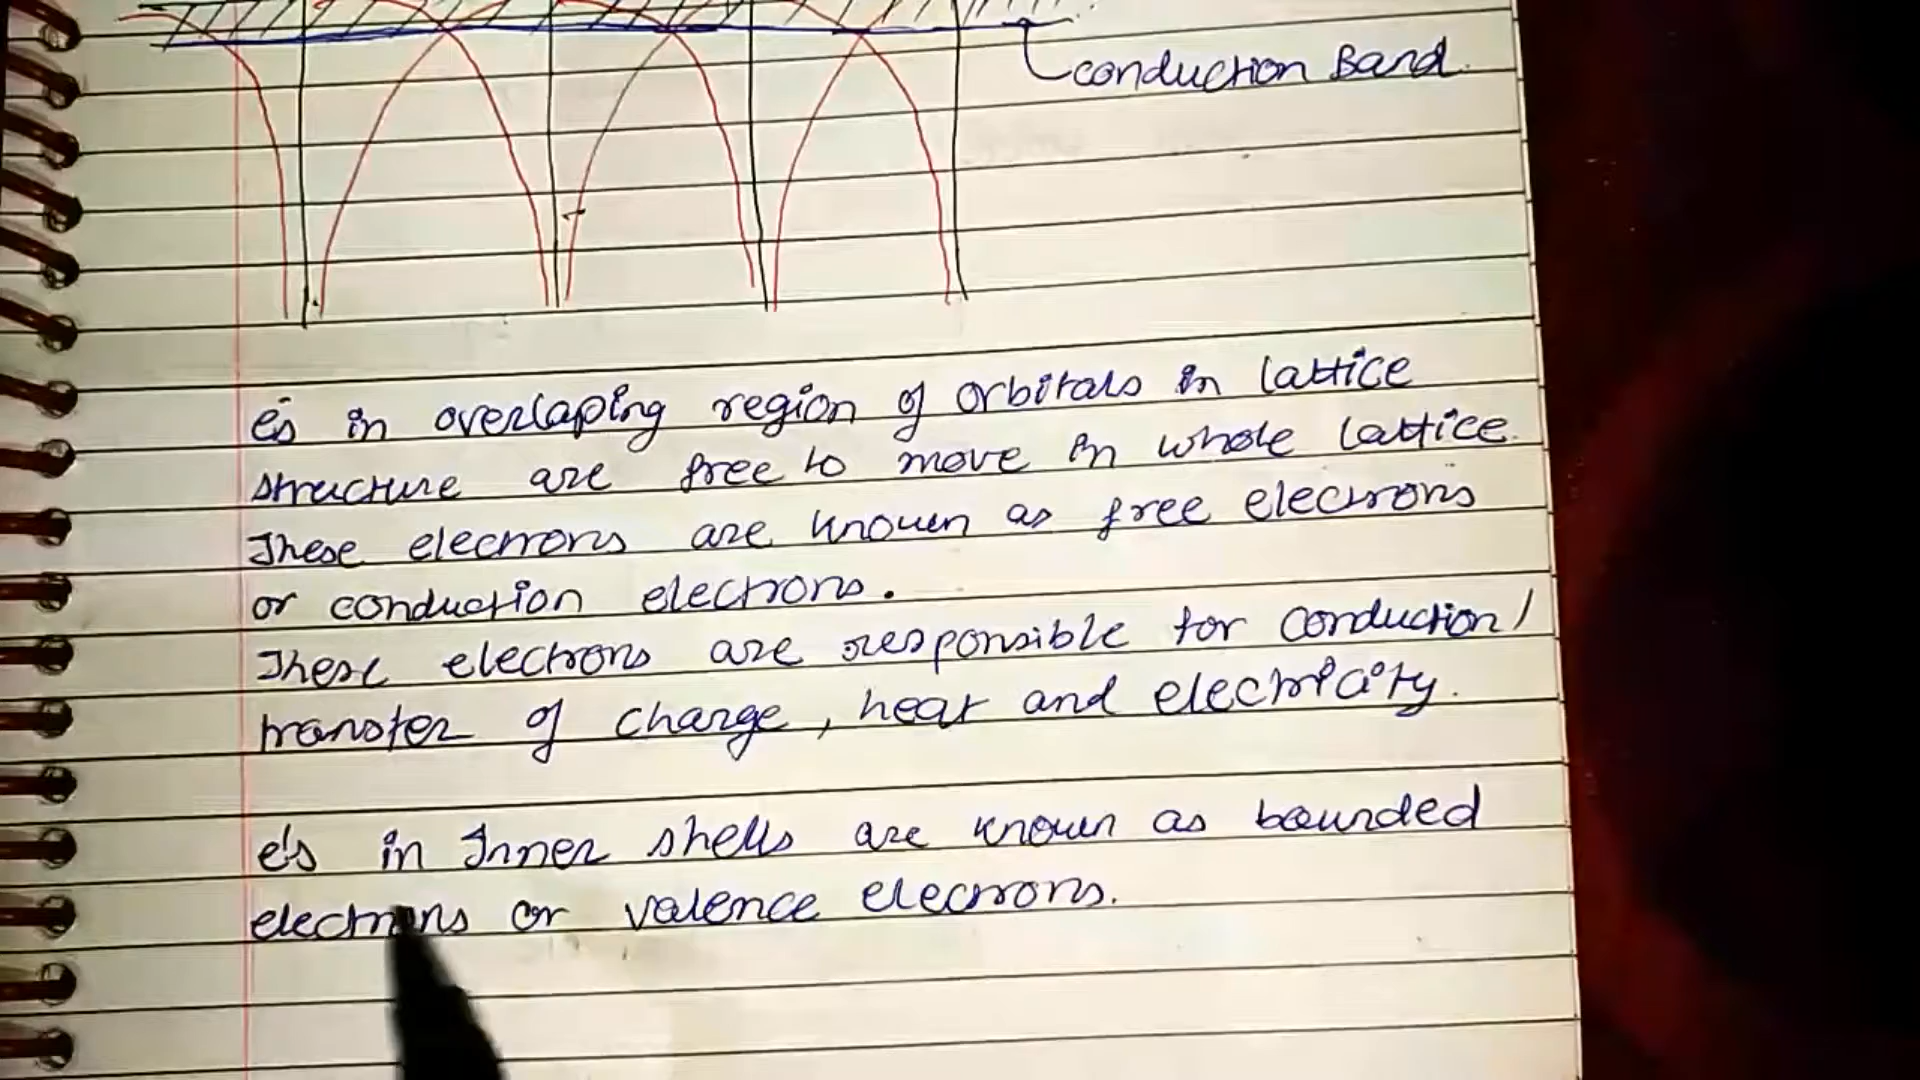 conduction Band
e's in overlaping region of orbitals in lattice
structure are free to move in whole lattice.
These electrons are known as free electrons
or conduction electrons.
These electrons are responsible for conduction/
transfer of charge, heat and electricity.
e's in Inner shells are known as bounded
electrons or valence elecrons.